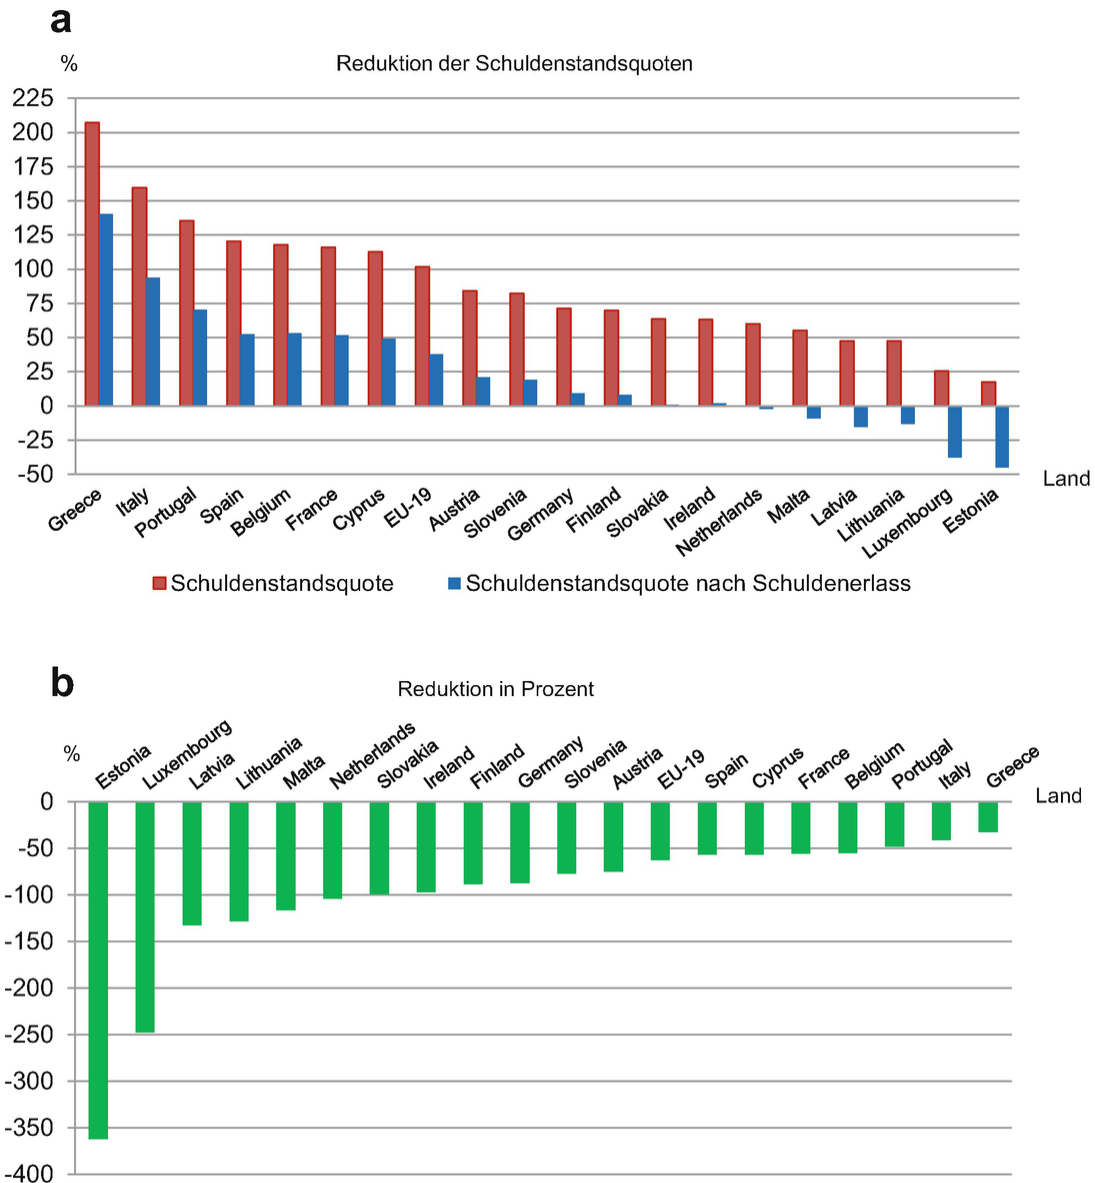 a
%
Reduktion der Schuldenstandsquoten
225
200
175
150
125
100
75
50
25
0
-25
-50
Land
Greece
Italy
Portugal
Spain
Belgium
France
Cyprus
EU-19
Austria
Slovenia
Germany
Finland
Slovakia
Ireland
Netherlands
Malta
Latvia
Lithuania
Luxembourg
Estonia
Schuldenstandsquote
Schuldenstandsquote nach Schuldenerlass
b
Reduktion in Prozent
%
Estonia
Luxembourg
Latvia
Lithuania
Malta
Netherlands
Slovakia
Ireland
Finland
Germany
Slovenia
Austria
EU-19
Spain
Cyprus
France
Belgium
Portugal
Italy
Greece
Land
0
-50
-100
-150
-200
-250
-300
-350
-400